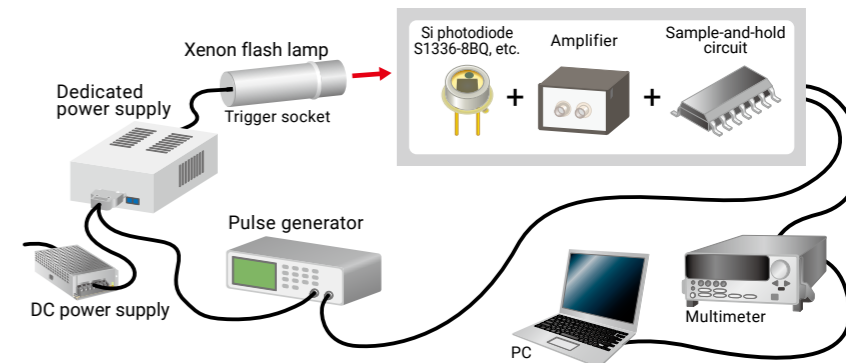 Xenon flash lamp
Trigger socket
Dedicated
power supply
DC power supply
Pulse generator
Si photodiode
S1336-8BQ, etc.
+
Amplifier
+
Sample-and-hold
circuit
PC
Multimeter